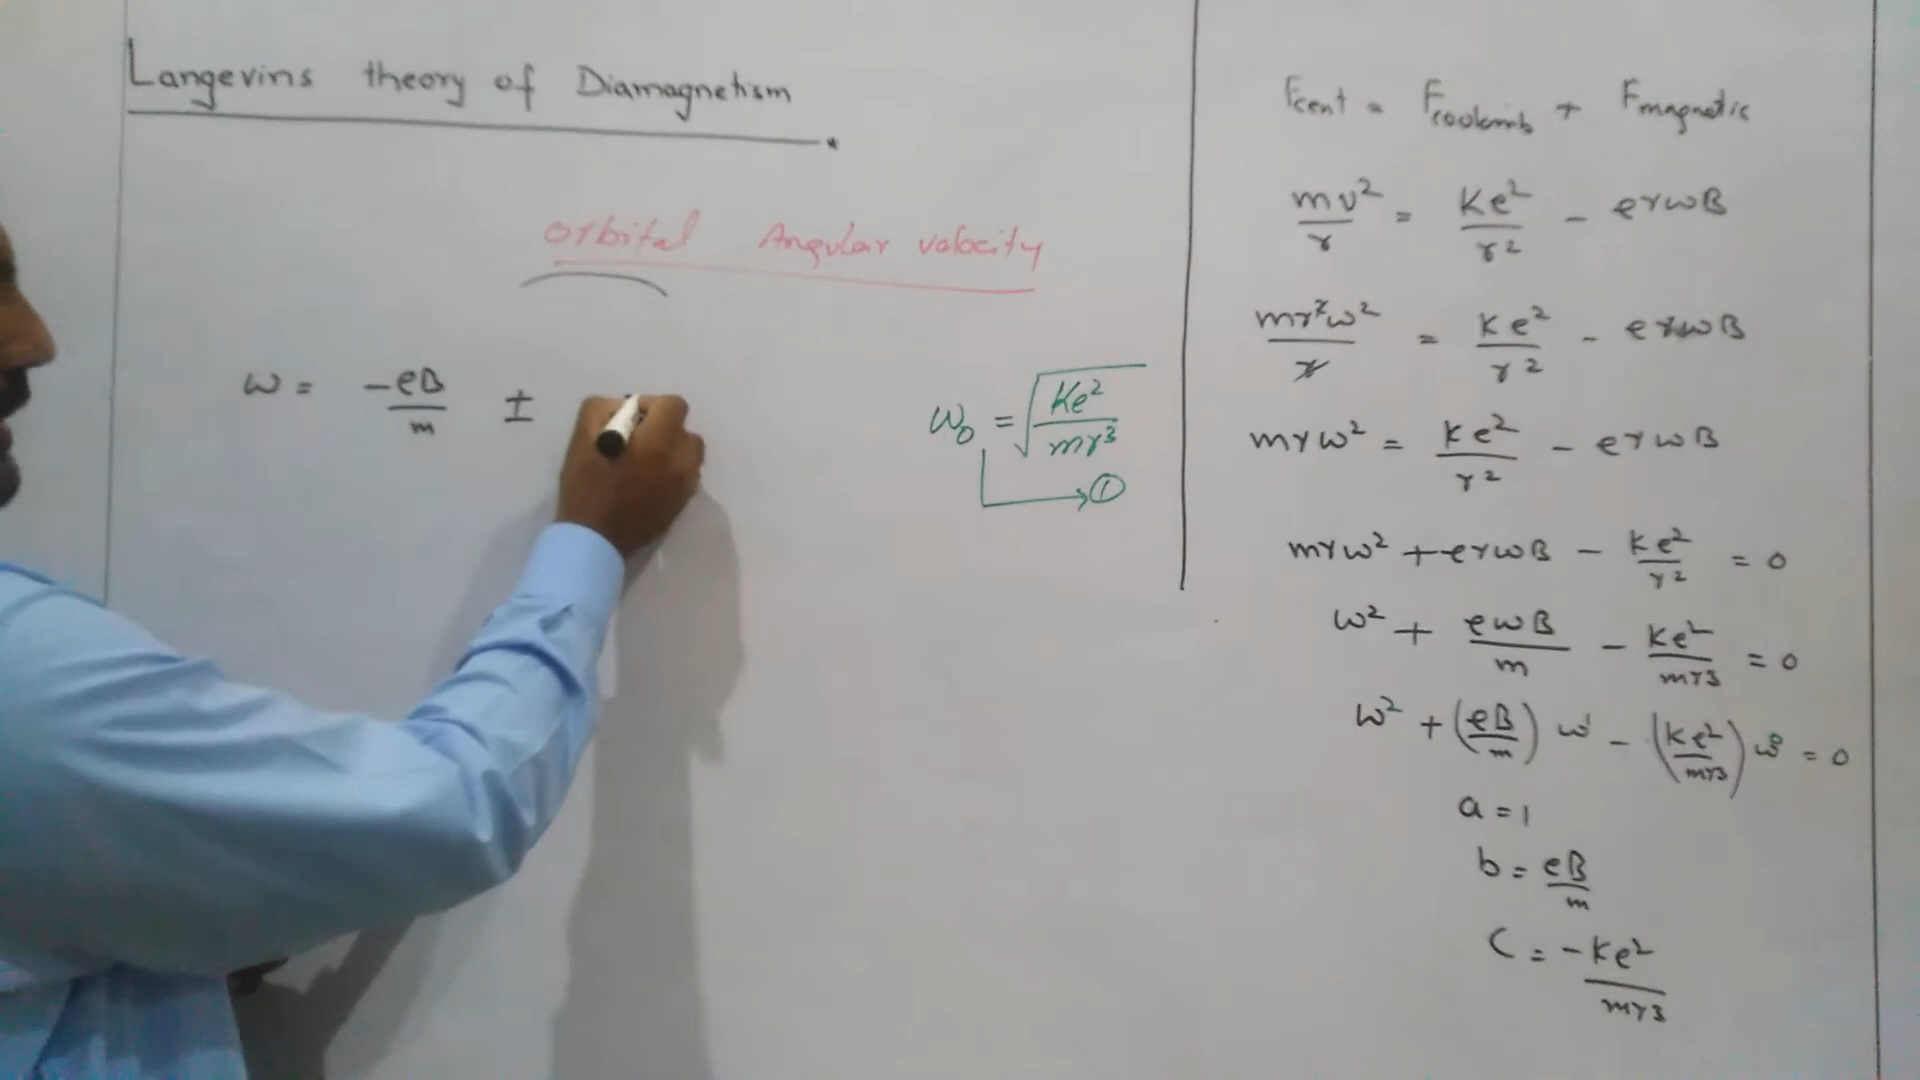 Langevins theory of Diamagnetism
Orbital Angular velocity
ω = -eB/m ±
ω₀ = √(Ke²/mr³)
①
Fcent = Fcoolomb + Fmagnetic
mv²/r = Ke²/r² - erωB
mr²ω²/r = Ke²/r² - erωB
mrω² = Ke²/r² - erωB
mrω² + erωB - Ke²/r² = 0
ω² + eωB/m - Ke²/mr3 = 0
ω² + (eB/m) ω¹ - (Ke²/mr3) ω⁰ = 0
a = 1
b = eB/m
C = -Ke²/mr3